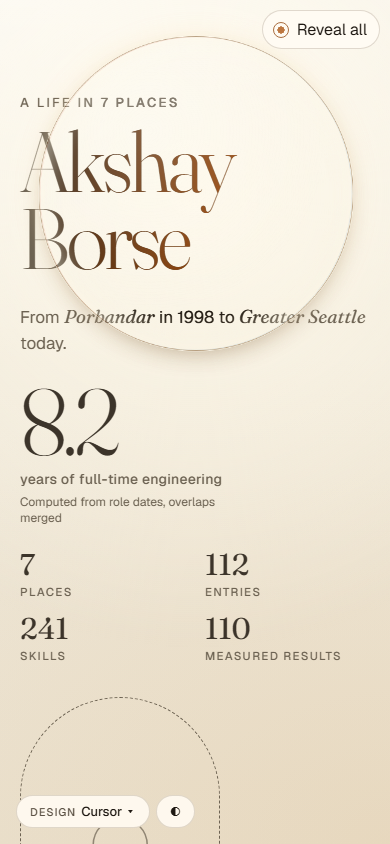 Reveal all
A LIFE IN 7 PLACES
Akshay
Borse
From Porbandar in 1998 to Greater Seattle
today.
8.2
years of full-time engineering
Computed from role dates, overlaps
merged
7
PLACES
112
ENTRIES
241
SKILLS
110
MEASURED RESULTS
DESIGN Cursor